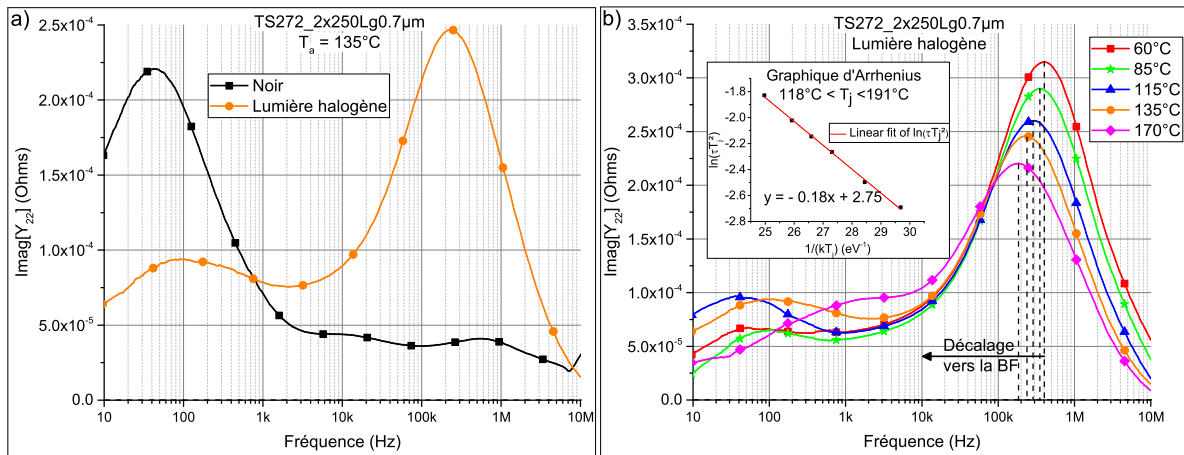 a)
TS272_2x250Lg0.7µm
T_a = 135°C
Noir
Lumière halogène
Imag[Y22] (Ohms)
2.5x10-4
2.0x10-4
1.5x10-4
1.0x10-4
5.0x10-5
0.0
10 100 1k 10k 100k 1M 10M
Fréquence (Hz)
b)
TS272_2x250Lg0.7µm
Lumière halogène
60°C
85°C
115°C
135°C
170°C
Imag[Y22] (Ohms)
3.5x10-4
3.0x10-4
2.5x10-4
2.0x10-4
1.5x10-4
1.0x10-4
5.0x10-5
0.0
10 100 1k 10k 100k 1M 10M
Fréquence (Hz)
Graphique d'Arrhenius
118°C < Tj <191°C
Linear fit of ln(τTj²)
y = - 0.18x + 2.75
ln(τT²)
-1.8
-2.0
-2.2
-2.4
-2.6
-2.8
25 26 27 28 29 30
1/(kTj) (eV-1)
Décalage
vers la BF